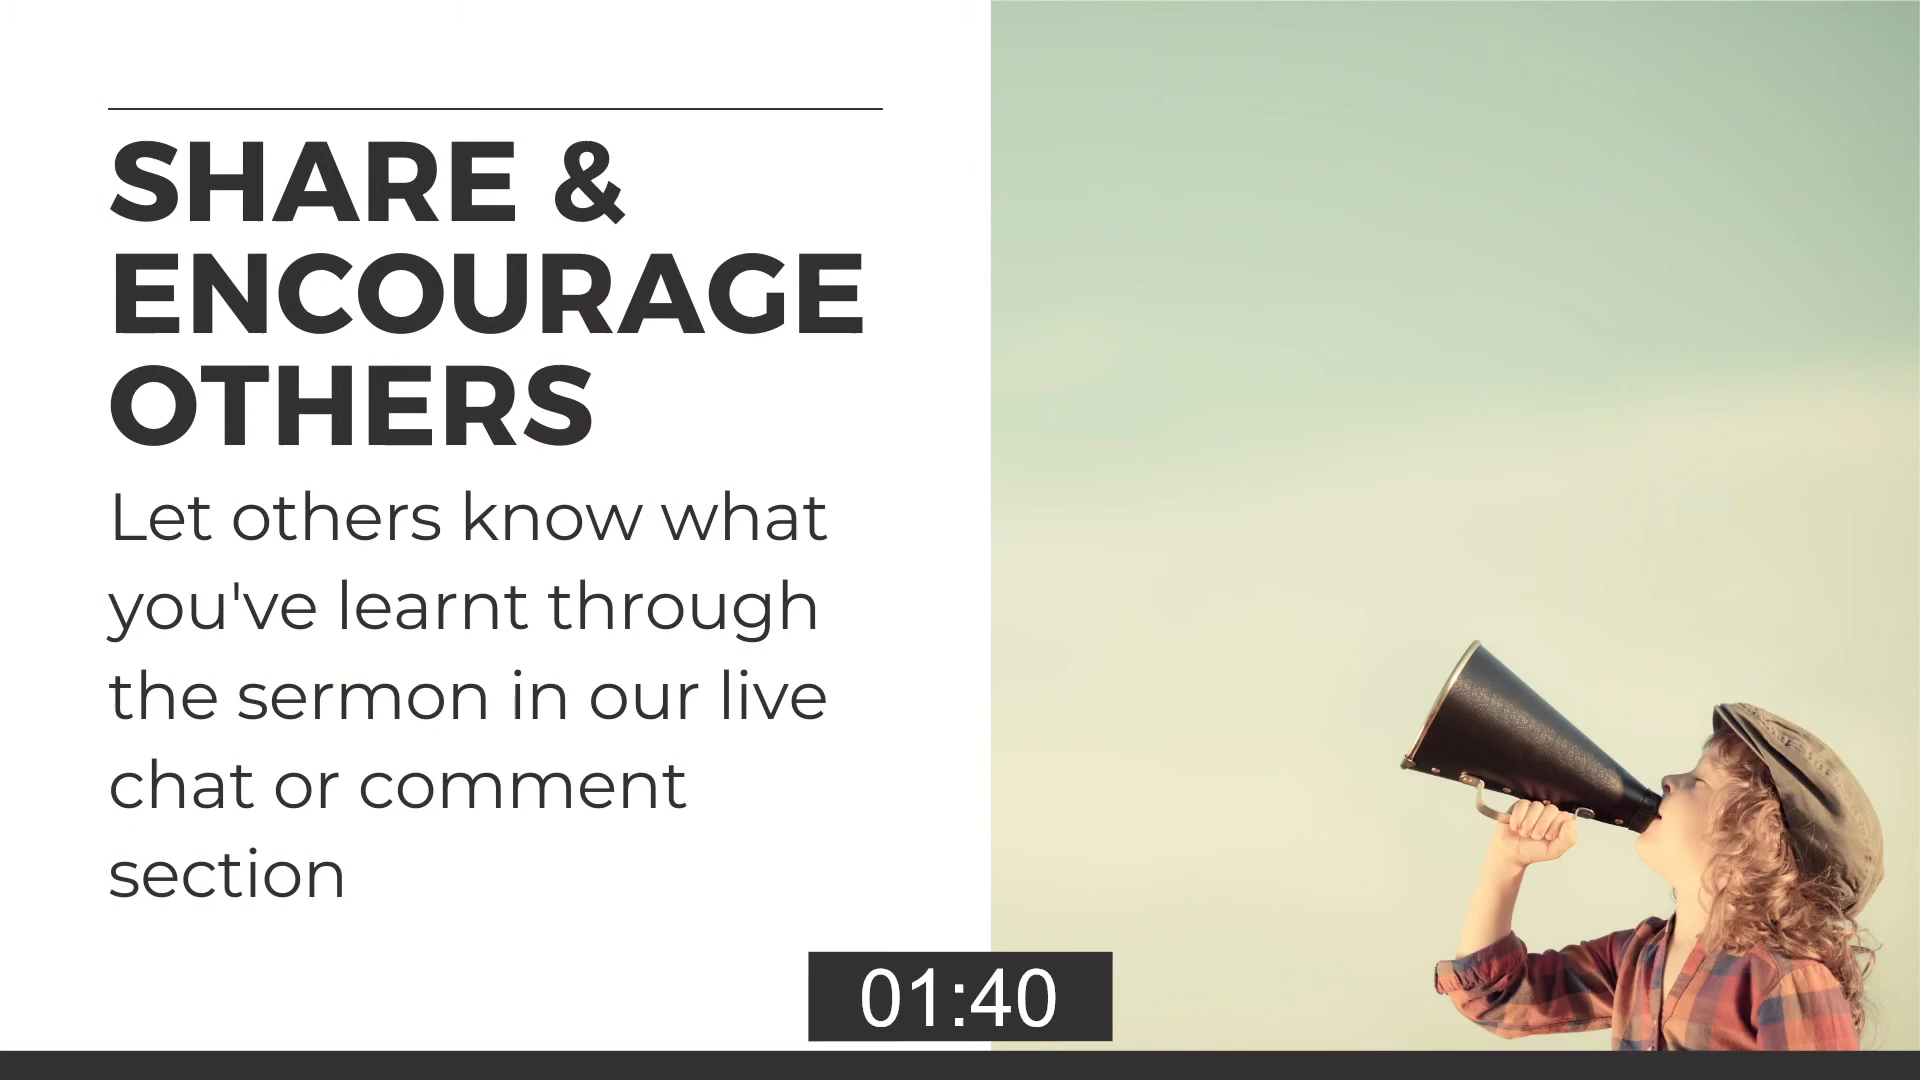 SHARE &
ENCOURAGE
OTHERS
Let others know what
you've learnt through
the sermon in our live
chat or comment
section
01:40